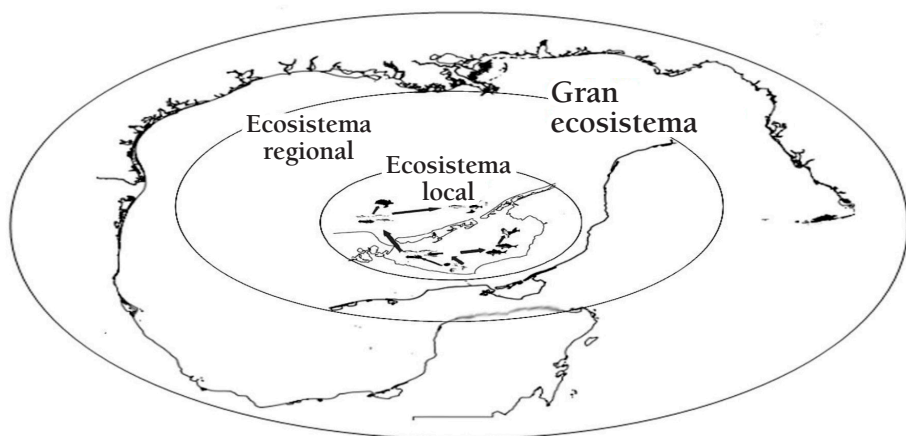 Gran
ecosistema
Ecosistema
regional
Ecosistema
local